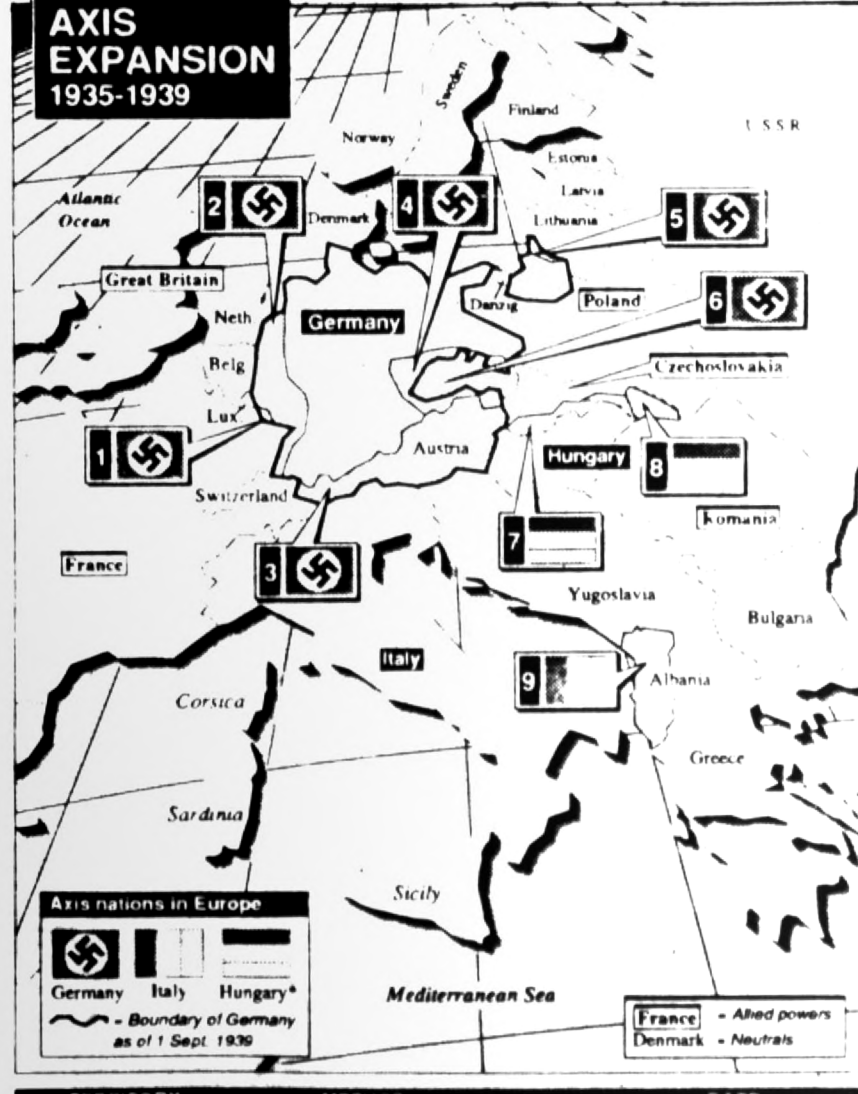 AXIS
EXPANSION
1935-1939
Sweden
Finland
USSR
Norway
Estonia
Latvia
Atlantic
Ocean
2
Denmark
4
Lithuania
5
Great Britain
Danzig
Poland
6
Neth
Germany
Belg
Czechoslovakia
Lux
1
Austria
Hungary
8
Switzerland
Romania
7
France
3
Yugoslavia
Bulgaria
Italy
9
Albania
Corsica
Greece
Sardinia
Sicily
Axis nations in Europe
Germany Italy Hungary*
- Boundary of Germany
as of 1 Sept. 1939
Mediterranean Sea
France - Allied powers
Denmark - Neutrals